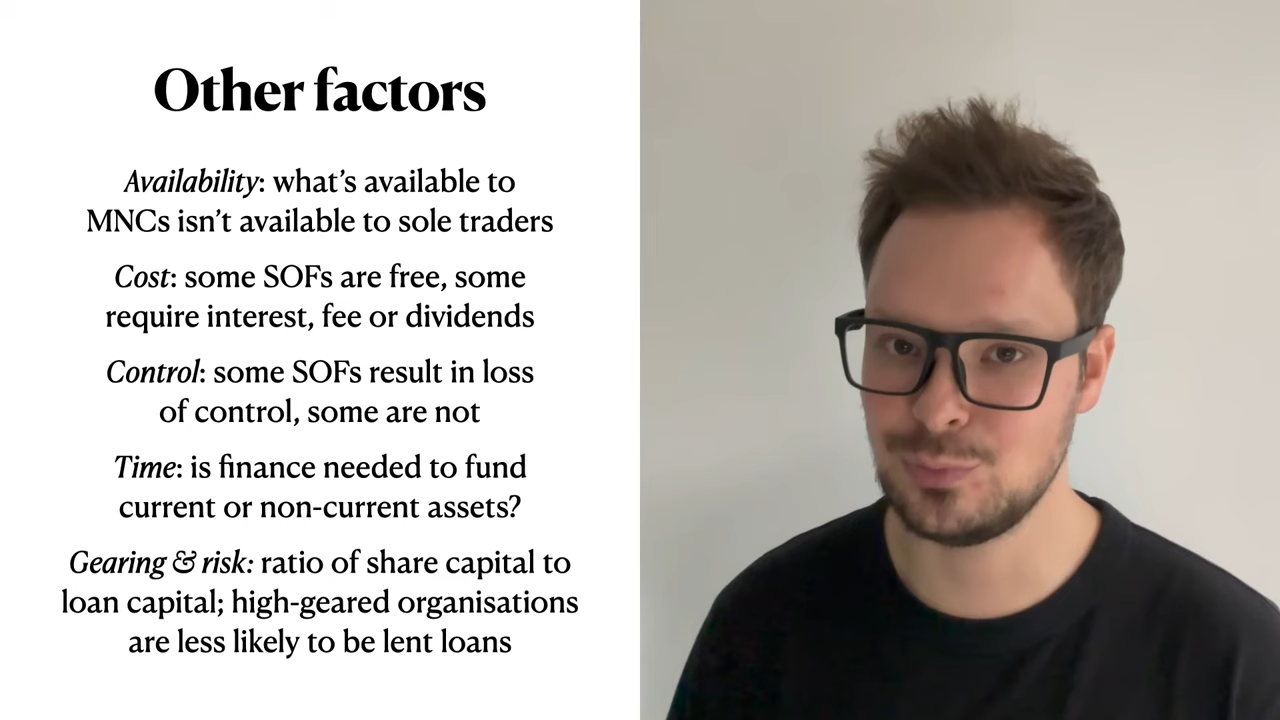 Other factors
Availability: what’s available to
MNCs isn’t available to sole traders
Cost: some SOFs are free, some
require interest, fee or dividends
Control: some SOFs result in loss
of control, some are not
Time: is finance needed to fund
current or non-current assets?
Gearing & risk: ratio of share capital to
loan capital; high-geared organisations
are less likely to be lent loans